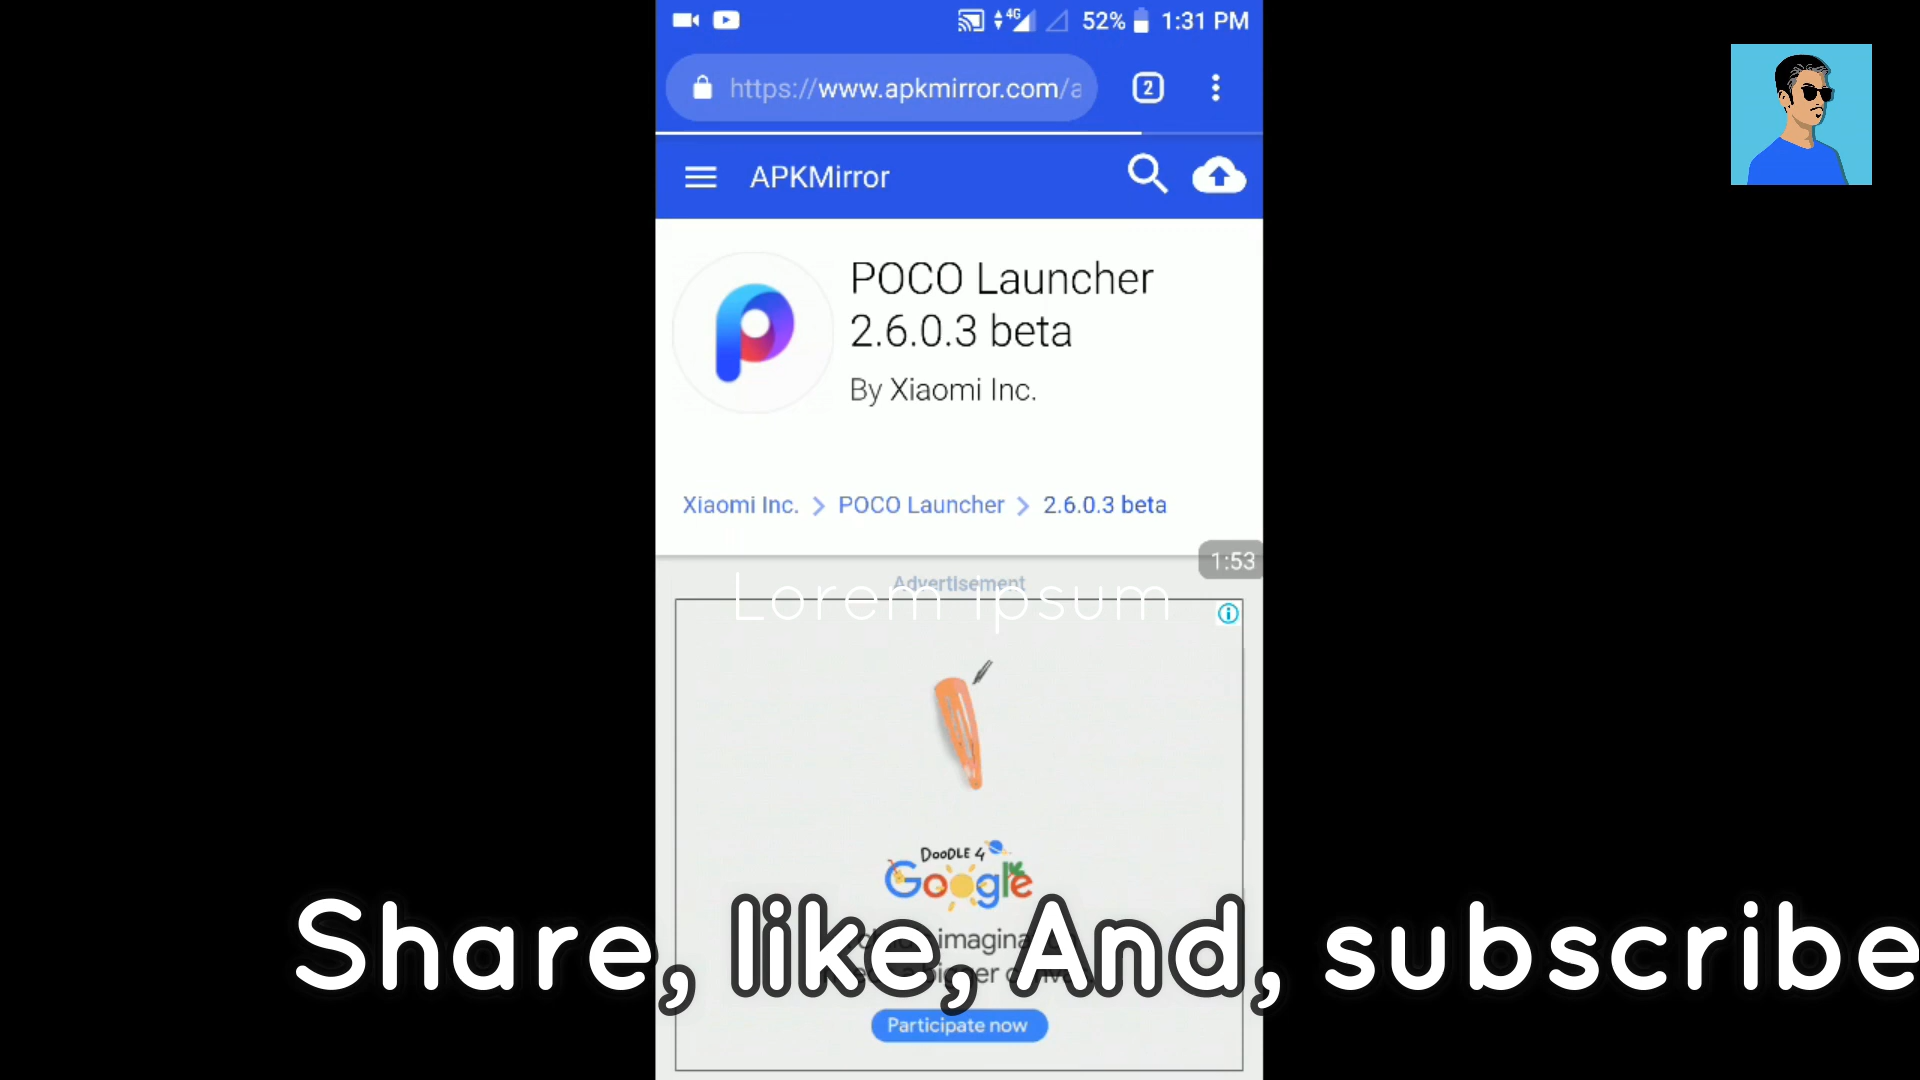 4G 52% 1:31 PM
https://www.apkmirror.com/a
2
APKMirror
POCO Launcher
2.6.0.3 beta
By Xiaomi Inc.
Xiaomi Inc. > POCO Launcher > 2.6.0.3 beta
1:53
Advertisement
Lorem ipsum
DOODLE 4
Google
imagina
bigger
Share, like, And, subscribe
Participate now